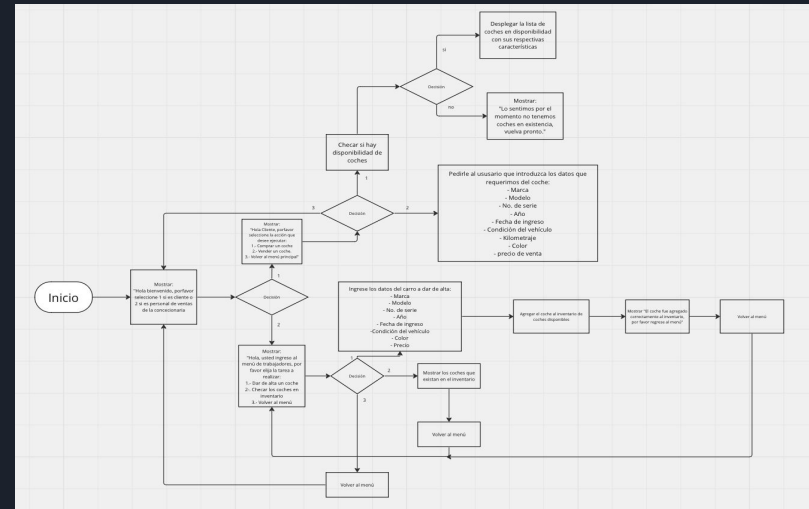 Desplegar la lista de
coches en disponibilidad
con sus respectivas
características
SI
Decisión
no
Mostrar:
"Lo sentimos por el
momento no tenemos
coches en existencia,
vuelva pronto."
Checar si hay
disponibilidad de
coches
1
Pedirle al ususario que introduzca los datos que
requerimos del coche:
- Marca
- Modelo
- No. de serie
- Año
- Fecha de ingreso
- Condición del vehículo
- Kilometraje
- Color
- precio de venta
3
Decisión
2
Mostrar:
"Hola Cliente, porfavor
selecciona la acción que
desee ejecutar.
1.- Comprar un coche
2.- Vender un coche.
3.- Volver al menú principal"
1
Inicio
Mostrar:
"Hola bienvenido, porfavor
seleccione 1 si es cliente o
2 si es personal de ventas
de la concecionaria
Decisión
2
Ingrese los datos del carro a dar de alta:
- Marca
- Modelo
- No. de serie
- Año
- Fecha de ingreso
-Condición del vehículo
- Color
- Precio
Agregar el coche al inventario de
coches disponibles
Mostrar "El coche fue agregado
correctamente al inventario,
por favor regrese al menú"
Volver al menú
Mostrar:
"Hola, usted ingreso al
menú de trabajadores, por
favor elija la tarea a
realizar:
1.- Dar de alta un coche
2-. Checar los coches en
inventario
3.- Volver al menú
1
Decisión
2
3
Mostrar los coches que
existan en el inventario
Volver al menú
Volver al menú